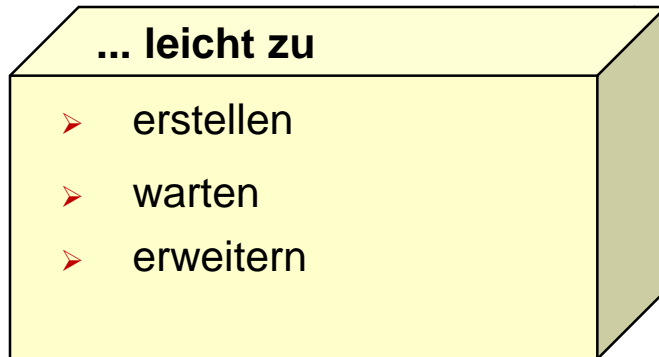 ... leicht zu
➢ erstellen
➢ warten
➢ erweitern